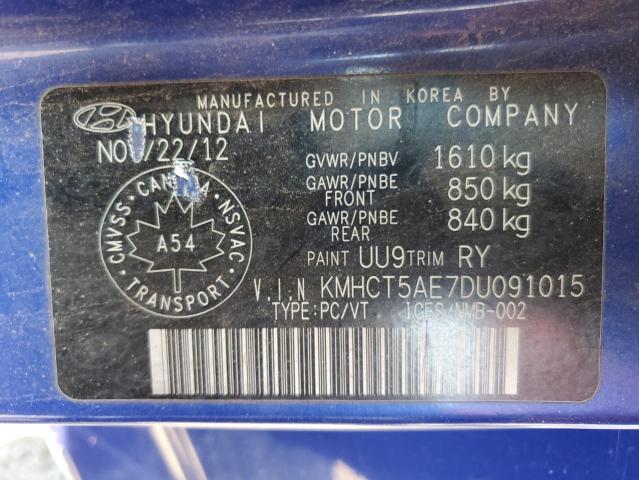 MANUFACTURED IN KOREA BY
HYUNDAI MOTOR COMPANY
NOV/22/12
GVWR/PNBV 1610 kg
GAWR/PNBE FRONT 850 kg
GAWR/PNBE REAR 840 kg
CANADA
CMVSS NSVAC
A54
TRANSPORT
PAINT UU9 TRIM RY
V.I.N KMHCT5AE7DU091015
TYPE:PC/VT ICES/NMB-002